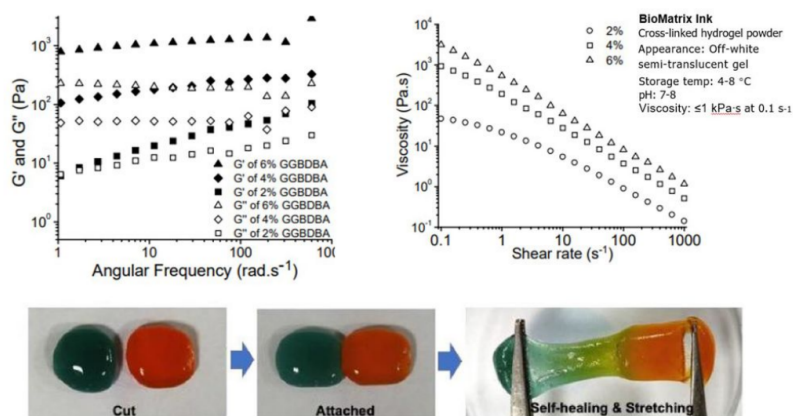 G' and G" (Pa)
10³
10²
10¹
10⁰
1
10
100
Angular Frequency (rad.s⁻¹)
G' of 6% GGBDBA
G' of 4% GGBDBA
G' of 2% GGBDBA
G" of 6% GGBDBA
G" of 4% GGBDBA
G" of 2% GGBDBA
Viscosity (Pa.s)
10⁴
10³
10²
10¹
10⁰
10⁻¹
0.1
1
10
100
1000
Shear rate (s⁻¹)
2%
4%
6%
BioMatrix Ink
Cross-linked hydrogel powder
Appearance: Off-white
semi-translucent gel
Storage temp: 4-8 °C
pH: 7-8
Viscosity: ≤1 kPa·s at 0.1 s-1
Cut
Attached
Self-healing & Stretching